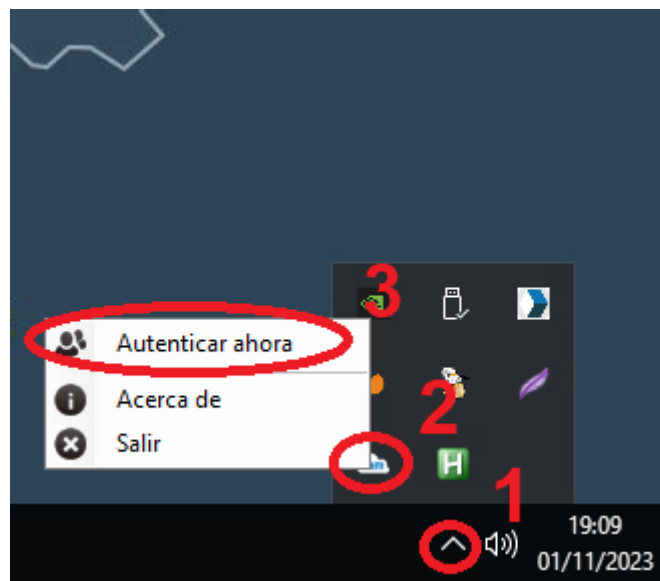 3
Autenticar ahora
Acerca de
Salir
2
H
1
19:09
01/11/2023